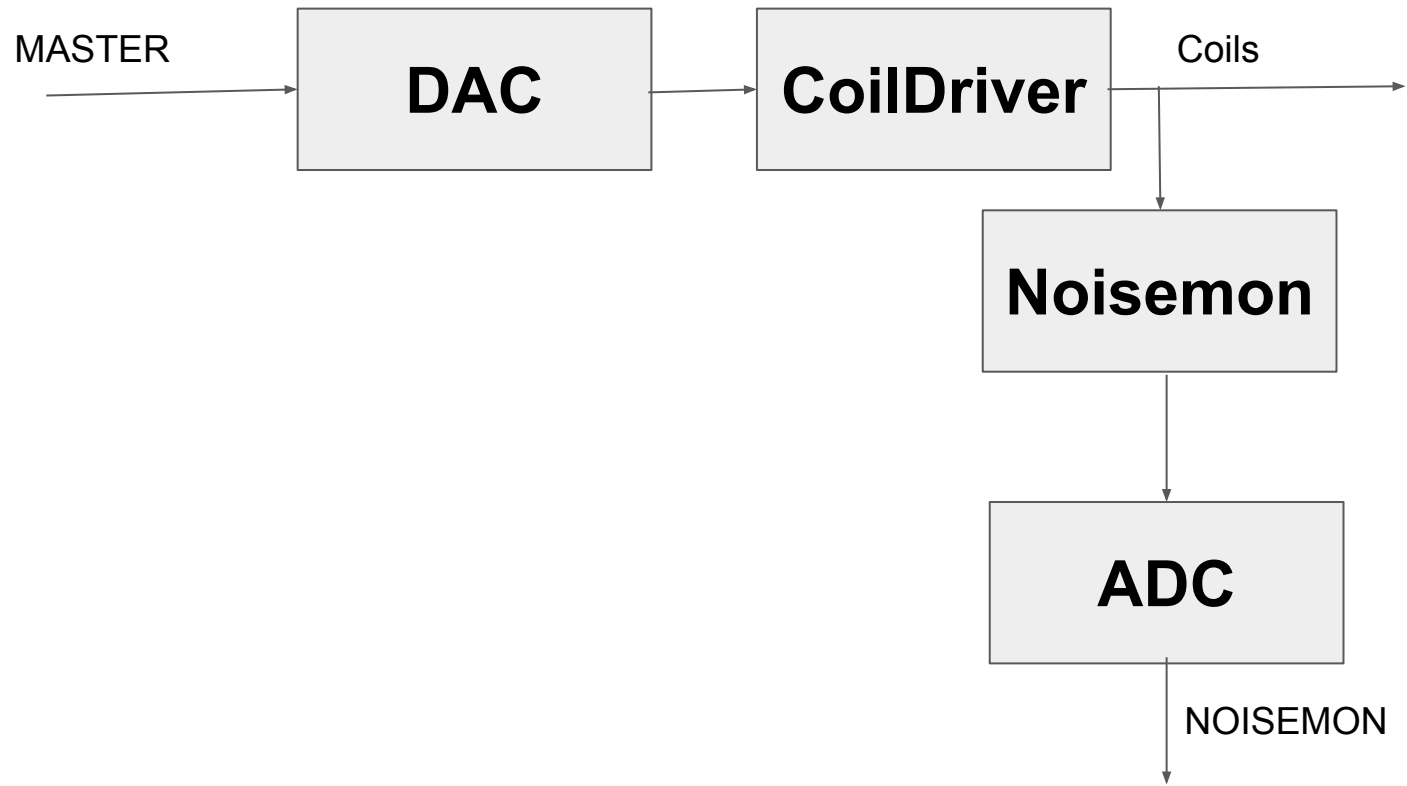 MASTER
DAC
CoilDriver
Coils
Noisemon
ADC
NOISEMON